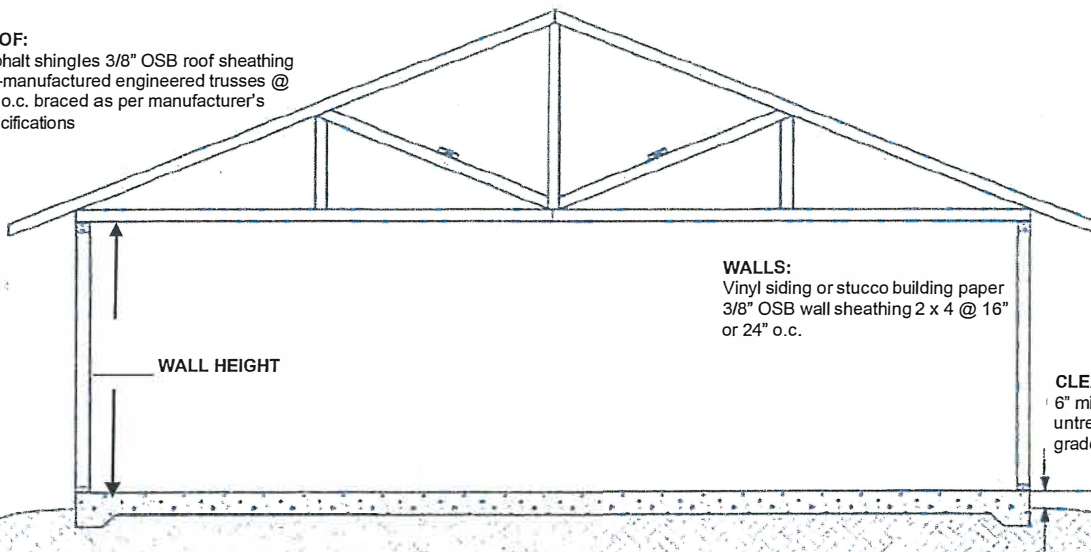 OF:
halt shingles 3/8” OSB roof sheathing
-manufactured engineered trusses @
o.c. braced as per manufacturer's
cifications
WALLS:
Vinyl siding or stucco building paper
3/8” OSB wall sheathing 2 x 4 @ 16”
or 24” o.c.
WALL HEIGHT
CLE
6” mi
untre
grad